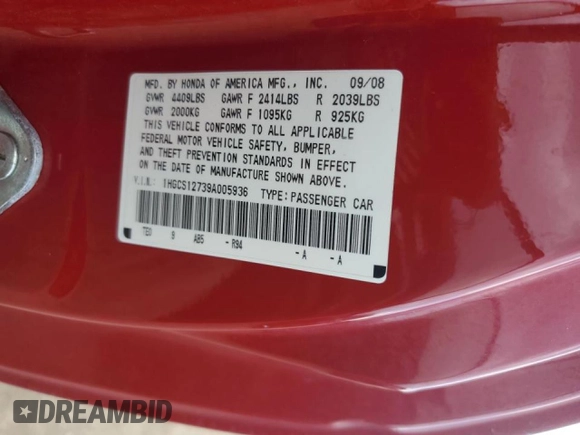 MFD. BY HONDA OF AMERICA MFG., INC. 09/08
GVWR 4409LBS GAWR F 2414LBS R 2039LBS
GVWR 2000KG GAWR F 1095KG R 925KG
THIS VEHICLE CONFORMS TO ALL APPLICABLE
FEDERAL MOTOR VEHICLE SAFETY, BUMPER,
AND THEFT PREVENTION STANDARDS IN EFFECT
ON THE DATE OF MANUFACTURE SHOWN ABOVE.
V.I.N.: 1HGCS12739A005936 TYPE:PASSENGER CAR
TE0 9 AB5 - R94 - A - A
DREAMBID